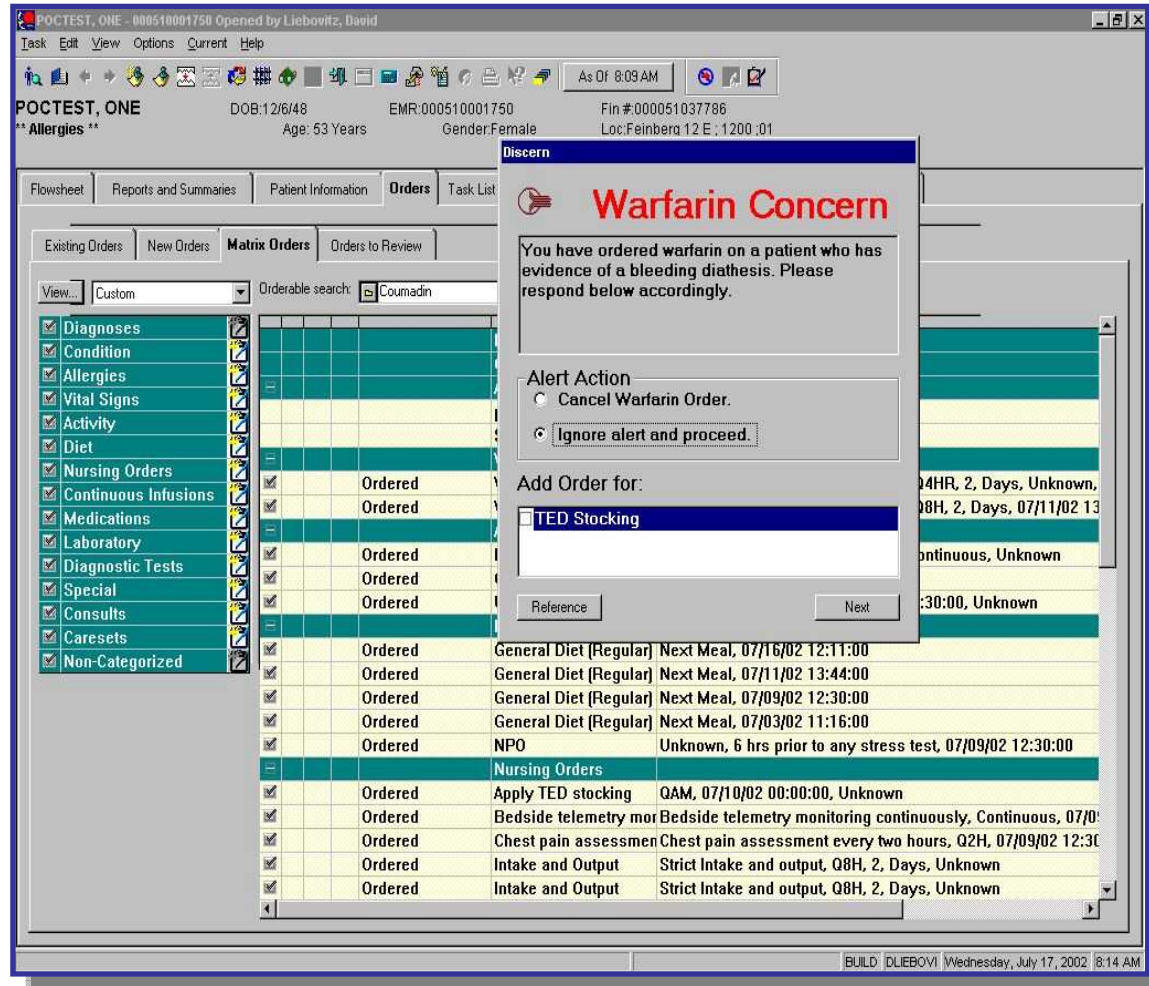 POCTEST, ONE - 000510001750 Opened by Liebovitz, David
Task Edit View Options Current Help
As Of 8:09 AM
POCTEST, ONE DOB:12/6/48 EMR:000510001750 Fin #:000051037786
** Allergies ** Age: 53 Years Gender:Female Loc:Feinberg 12 E ; 1200 ;01
Flowsheet Reports and Summaries Patient Information Orders Task List
Existing Orders New Orders Matrix Orders Orders to Review
View... Custom Orderable search: Coumadin
Diagnoses
Condition
Allergies
Vital Signs
Activity
Diet
Nursing Orders
Continuous Infusions
Medications
Laboratory
Diagnostic Tests
Special
Consults
Caresets
Non-Categorized
Discern
Warfarin Concern
You have ordered warfarin on a patient who has
evidence of a bleeding diathesis. Please
respond below accordingly.
Alert Action
Cancel Warfarin Order.
Ignore alert and proceed.
Add Order for:
TED Stocking
Reference Next
Ordered 4HR, 2, Days, Unknown,
Ordered 8H, 2, Days, 07/11/02 13
Ordered ontinuous, Unknown
Ordered
Ordered :30:00, Unknown
Ordered General Diet (Regular) Next Meal, 07/16/02 12:11:00
Ordered General Diet (Regular) Next Meal, 07/11/02 13:44:00
Ordered General Diet (Regular) Next Meal, 07/09/02 12:30:00
Ordered General Diet (Regular) Next Meal, 07/03/02 11:16:00
Ordered NPO Unknown, 6 hrs prior to any stress test, 07/09/02 12:30:00
Nursing Orders
Ordered Apply TED stocking QAM, 07/10/02 00:00:00, Unknown
Ordered Bedside telemetry mor Bedside telemetry monitoring continuously, Continuous, 07/0
Ordered Chest pain assessmen Chest pain assessment every two hours, Q2H, 07/09/02 12:30
Ordered Intake and Output Strict Intake and output, Q8H, 2, Days, Unknown
Ordered Intake and Output Strict Intake and output, Q8H, 2, Days, Unknown
BUILD DLIEBOVI Wednesday, July 17, 2002 8:14 AM